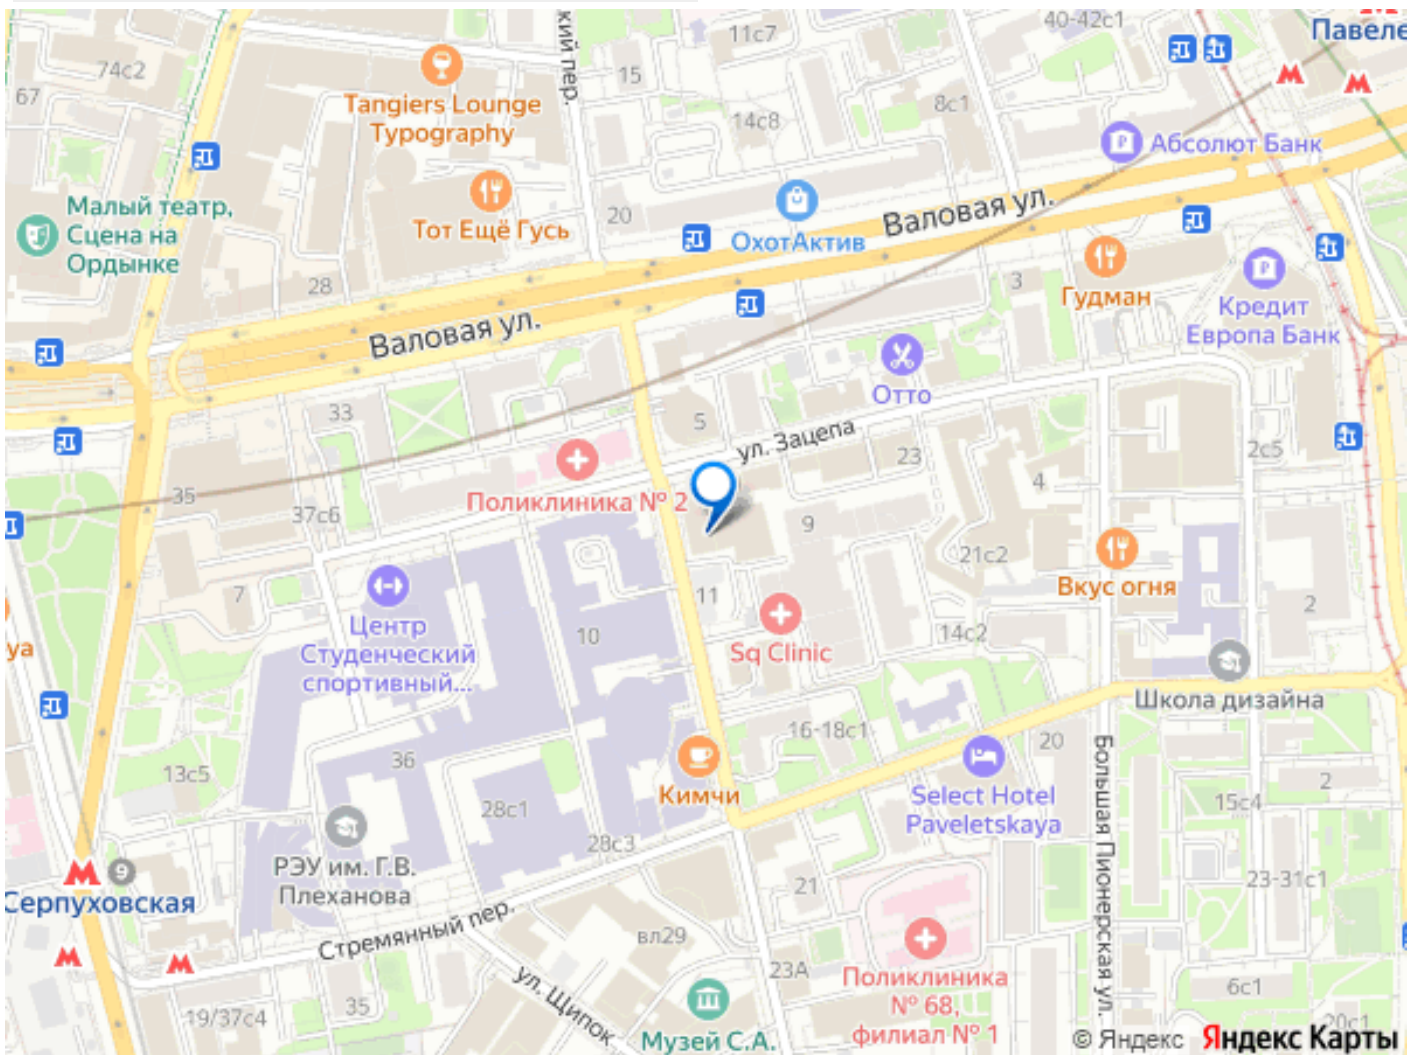 40-42с1
Павеле
11с7
кий пер.
74с2
15
67
8с1
Tangiers Lounge
Typography
14с8
Абсолют Банк
Малый театр,
Сцена на
Ордынке
20
Валовая ул.
Тот Ещё Гусь
ОхотАктив
28
3
Гудман
Кредит
Европа Банк
Валовая ул.
Отто
33
5
ул. Зацепа
23
2с5
4
35
Поликлиника № 2
37с6
9
21с2
Вкус огня
7
11
2
Центр
Студенческий
спортивный...
10
14с2
уа
Sq Clinic
Школа дизайна
16-18с1
20
36
13с5
Большая Пионерская ул.
2
Кимчи
Select Hotel
Paveletskaya
15с4
28с1
28с3
9
РЭУ им. Г.В.
Плеханова
21
23-31с1
Серпуховская
Стремянный пер.
вл29
23А
Поликлиника
№ 68,
филиал № 1
ул. Щипок
6с1
35
19/37с4
Музей С.А.
20с1
© Яндекс Яндекс Карты